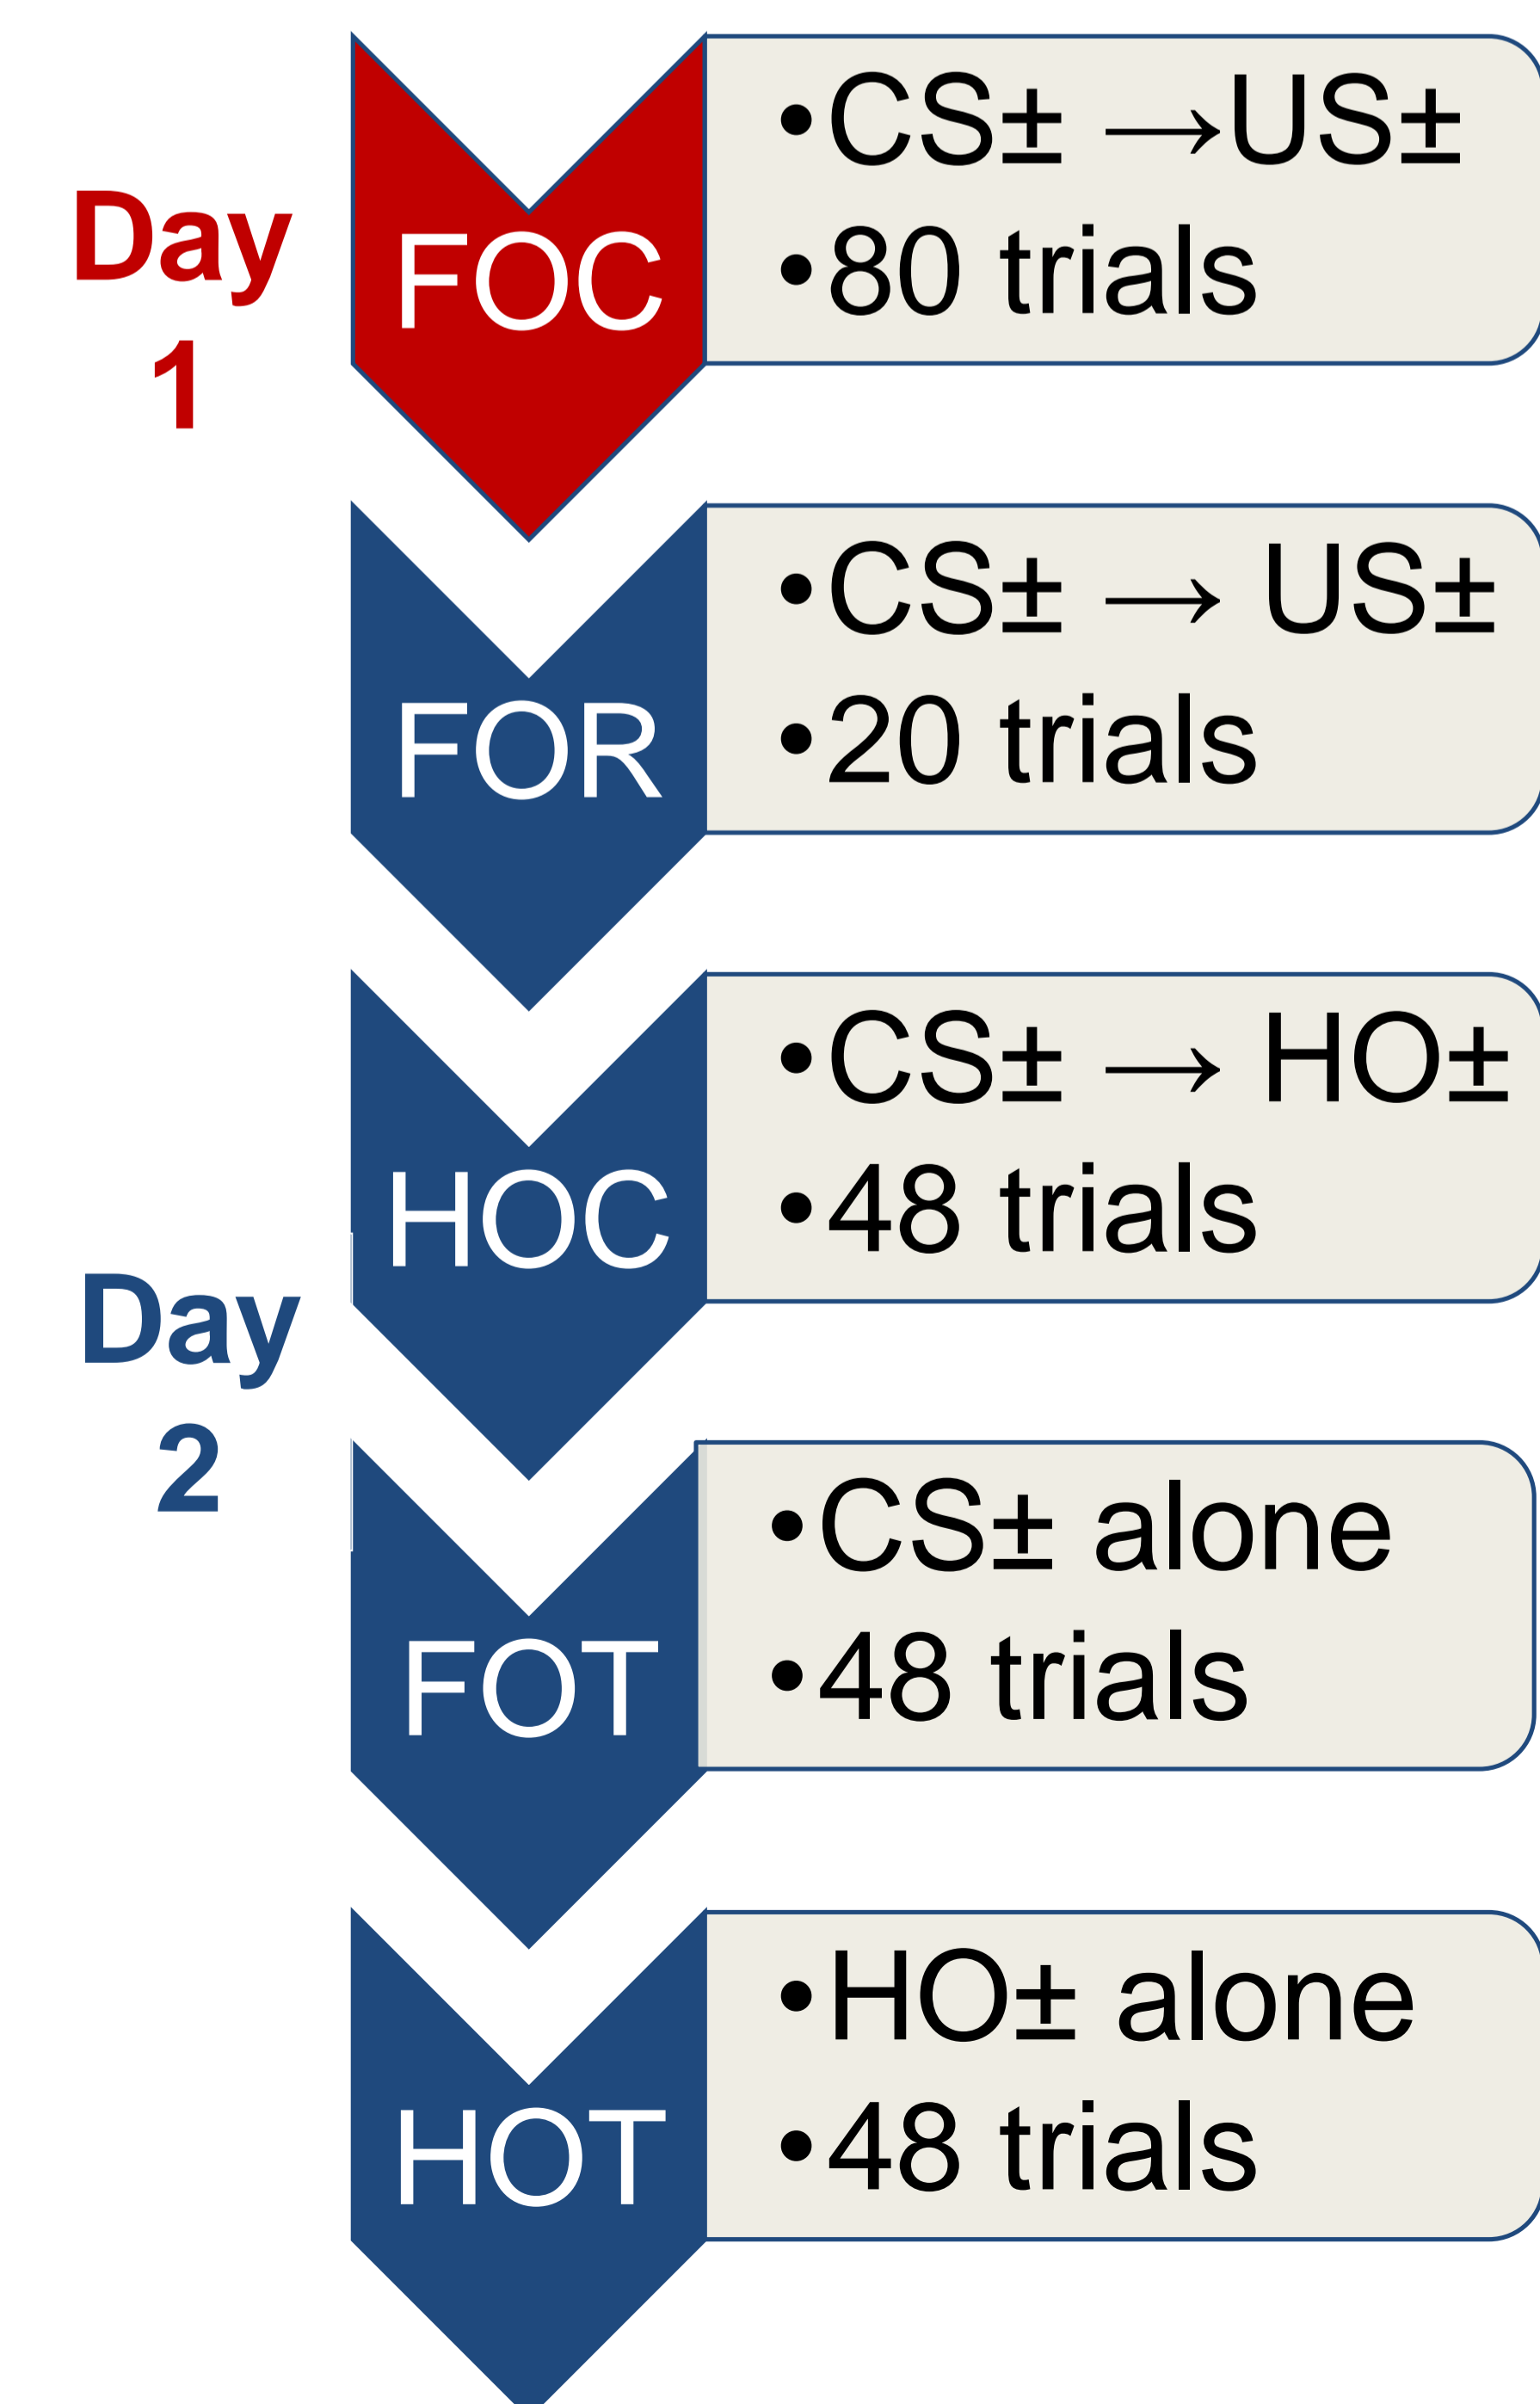 Day
1
FOC
•CS± →US±
•80 trials
FOR
•CS± → US±
•20 trials
Day
2
HOC
•CS± → HO±
•48 trials
FOT
•CS± alone
•48 trials
HOT
•HO± alone
•48 trials